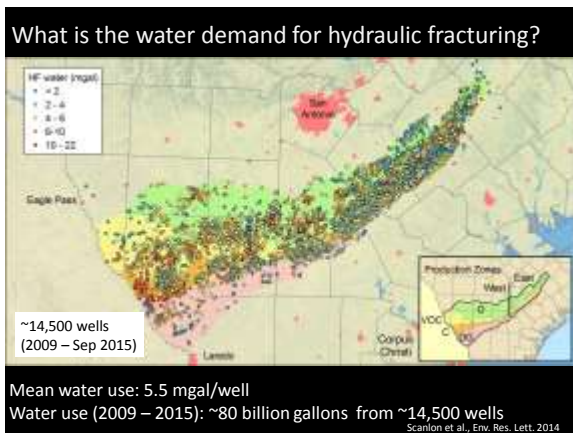 What is the water demand for hydraulic fracturing?
HF water (mgal)
< 2
2 - 4
4 - 6
6-10
10 - 22
San
Antonio
Eagle Pass
Production Zones
East
West
O
VOC
C
DG
~14,500 wells
(2009 – Sep 2015)
Laredo
Corpus
Christi
Mean water use: 5.5 mgal/well
Water use (2009 – 2015): ~80 billion gallons from ~14,500 wells
Scanlon et al., Env. Res. Lett. 2014